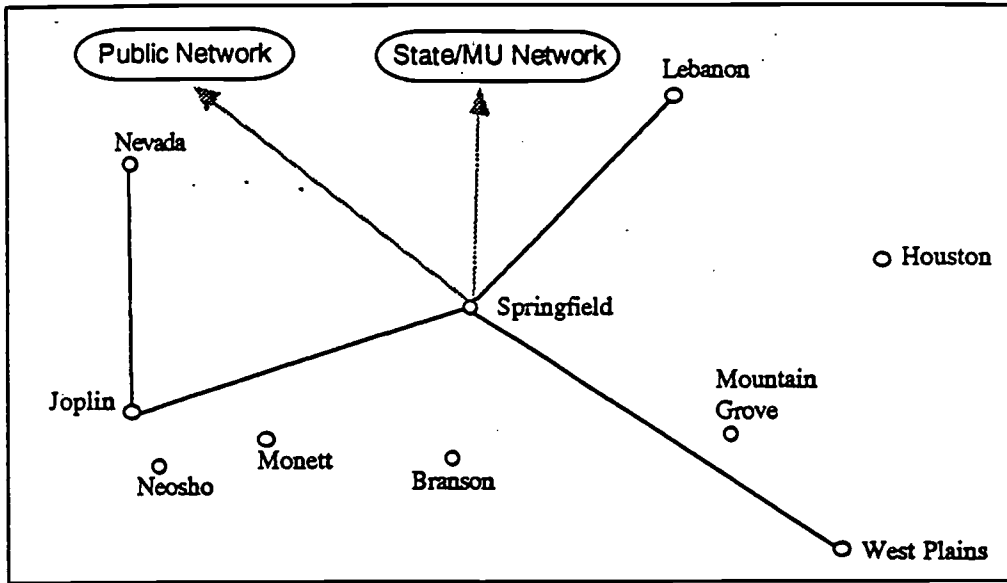 Public Network
State/MU Network
Lebanon
Nevada
Houston
Springfield
Mountain
Grove
Joplin
Monett
Neosho
Branson
West Plains